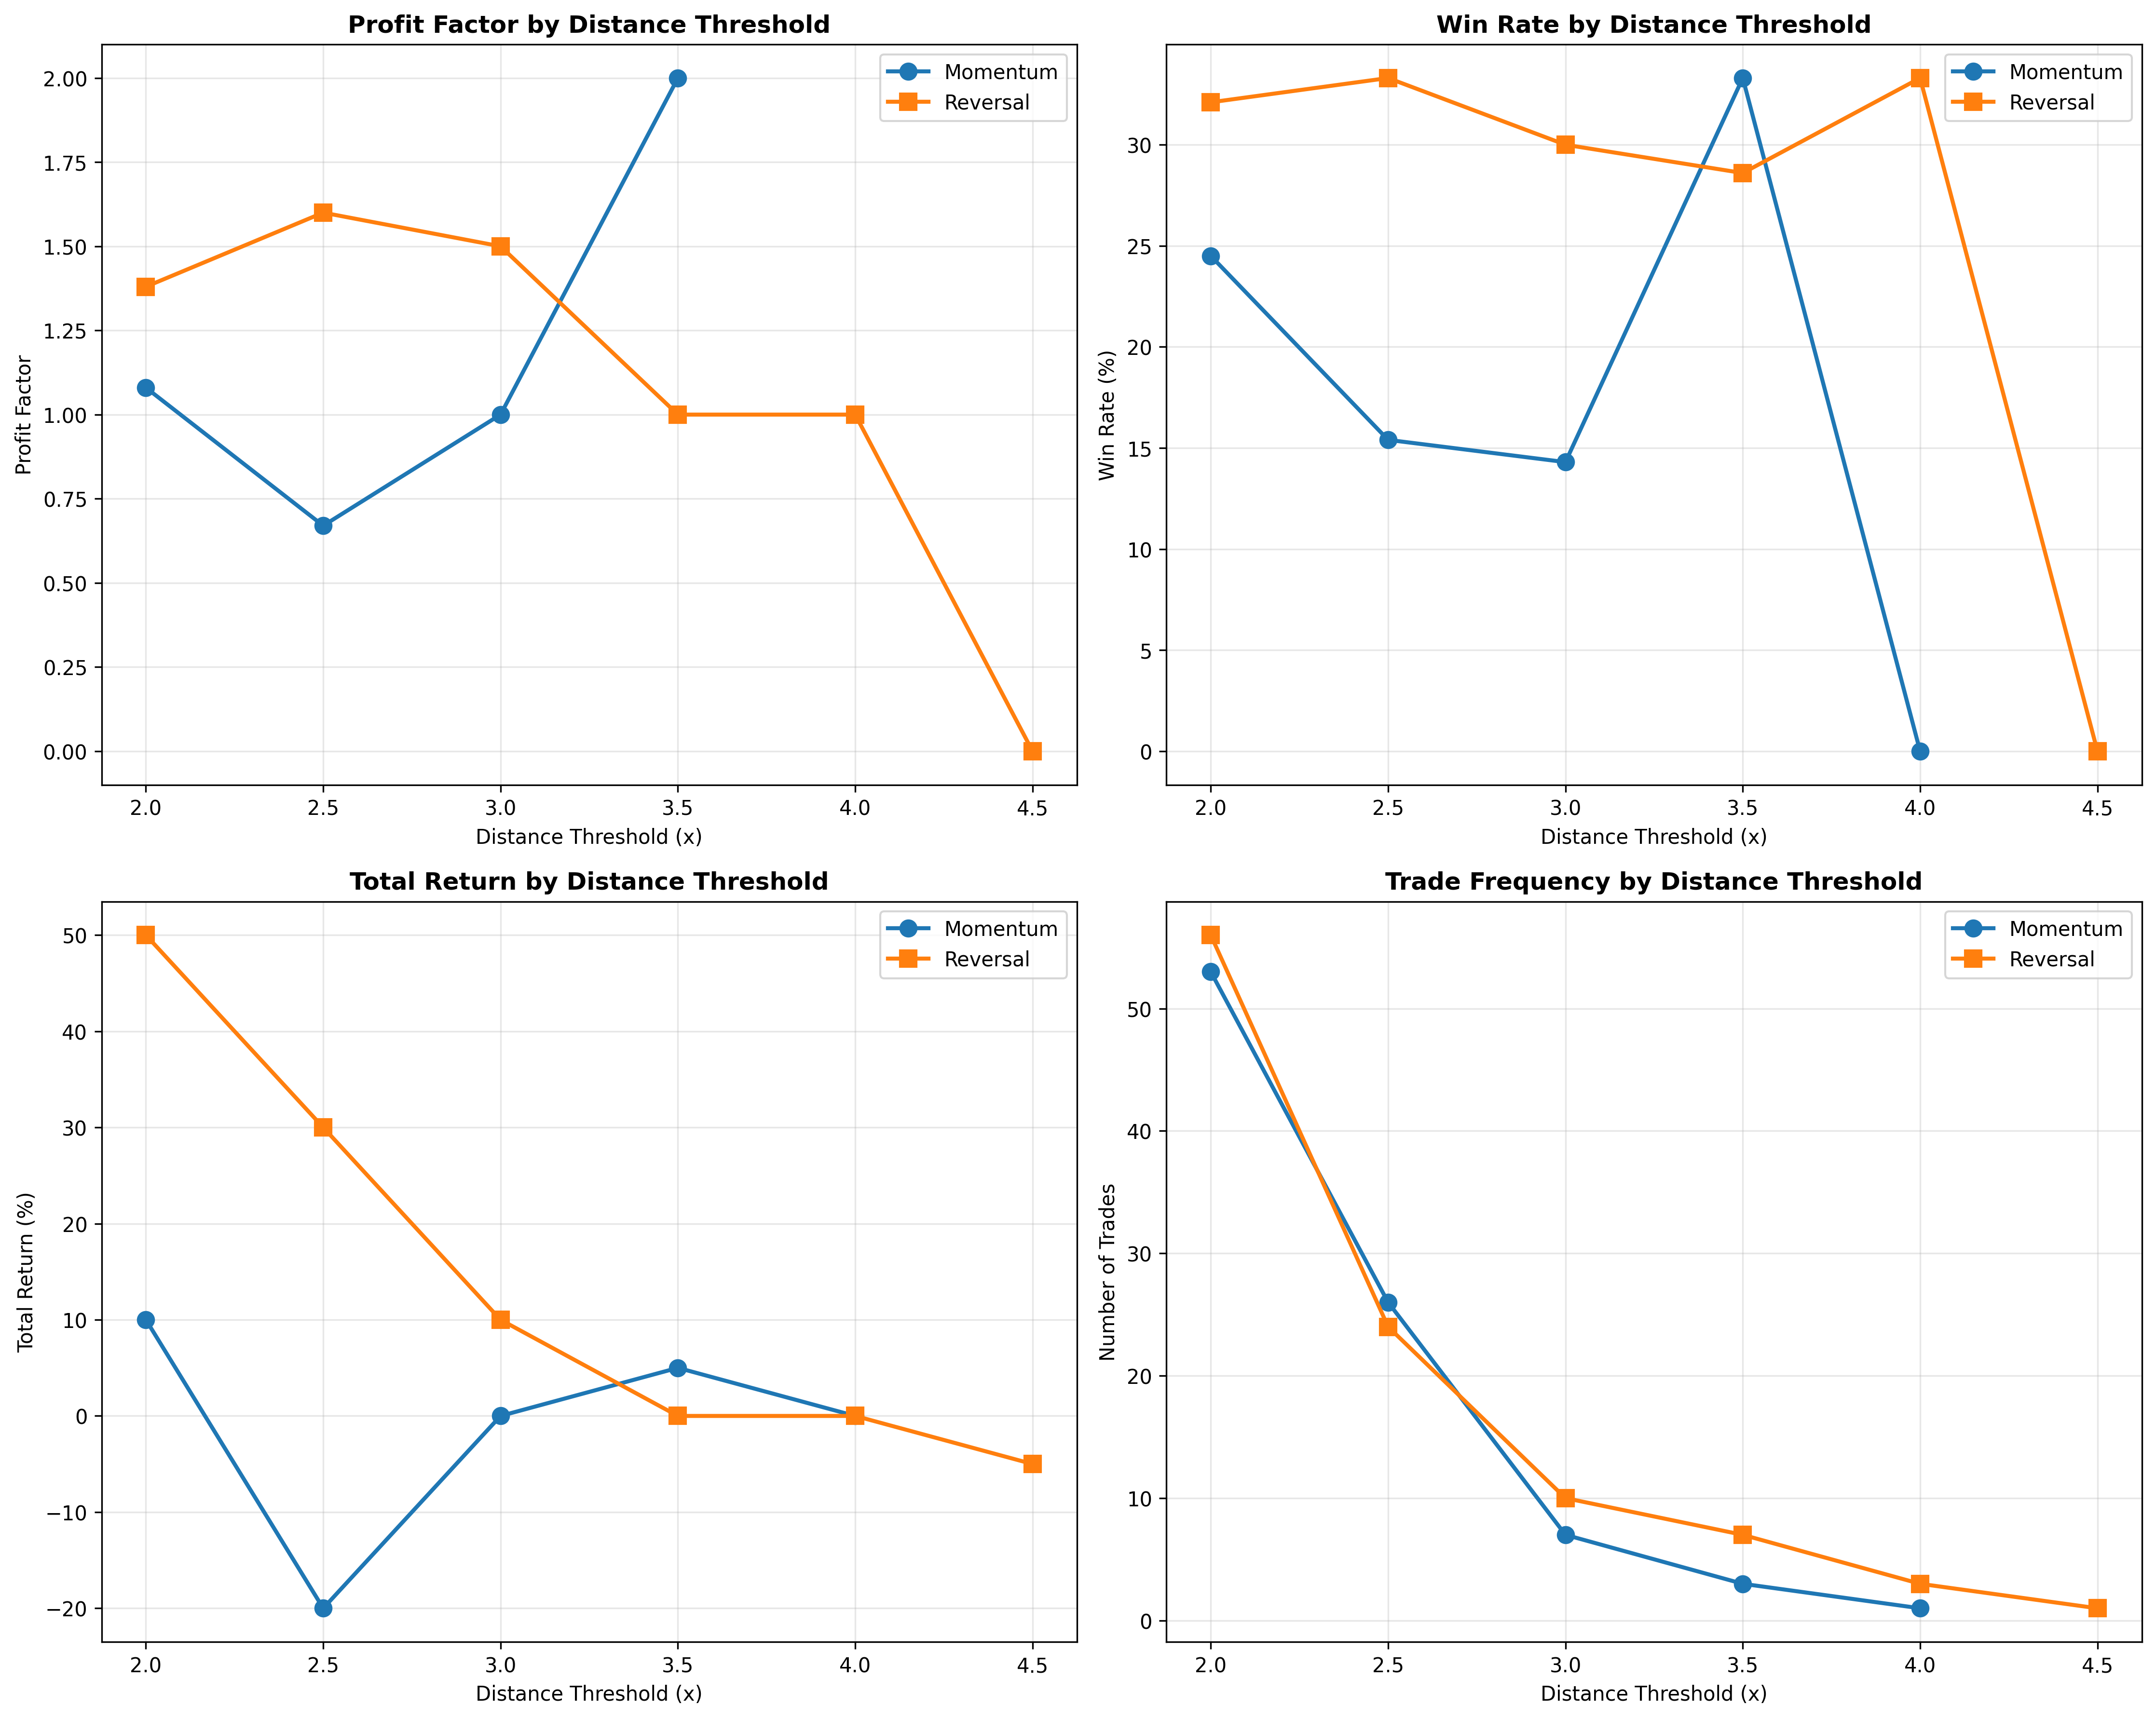 Profit Factor by Distance Threshold
Momentum
Reversal
2.00
1.75
1.50
1.25
1.00
0.75
0.50
0.25
0.00
Profit Factor
2.0 2.5 3.0 3.5 4.0 4.5
Distance Threshold (x)
Win Rate by Distance Threshold
Momentum
Reversal
30
25
20
15
10
5
0
Win Rate (%)
2.0 2.5 3.0 3.5 4.0 4.5
Distance Threshold (x)
Total Return by Distance Threshold
Momentum
Reversal
50
40
30
20
10
0
−10
−20
Total Return (%)
2.0 2.5 3.0 3.5 4.0 4.5
Distance Threshold (x)
Trade Frequency by Distance Threshold
Momentum
Reversal
50
40
30
20
10
0
Number of Trades
2.0 2.5 3.0 3.5 4.0 4.5
Distance Threshold (x)